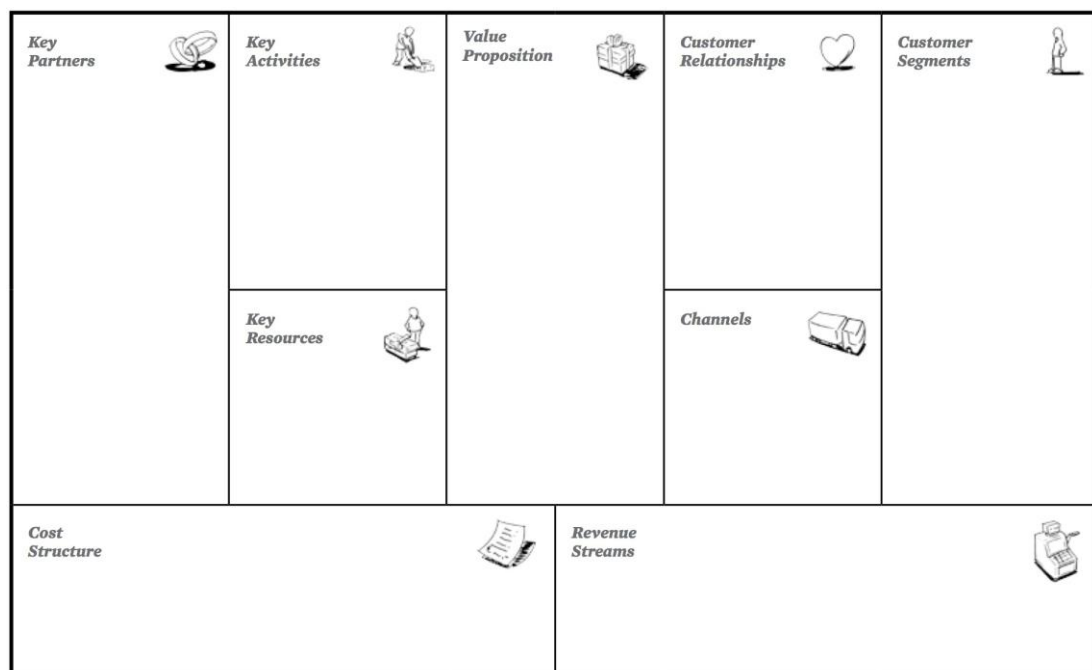 Key
Partners
Key
Activities
Value
Proposition
Customer
Relationships
Customer
Segments
Key
Resources
Channels
Cost
Structure
Revenue
Streams